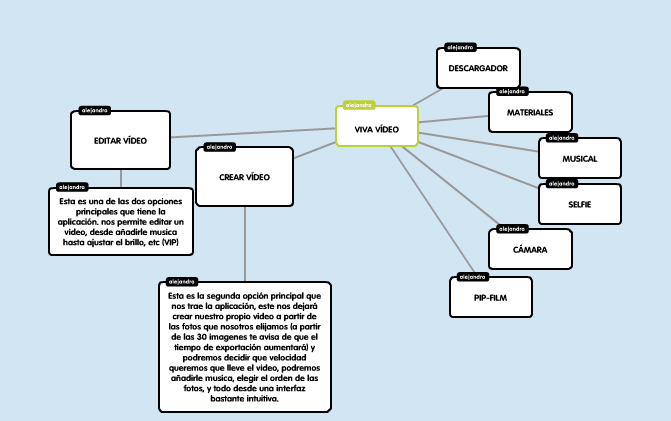 alejandro
DESCARGADOR
alejandro
MATERIALES
alejandro
VIVA VÍDEO
alejandro
EDITAR VÍDEO
alejandro
MUSICAL
alejandro
CREAR VÍDEO
alejandro
SELFIE
alejandro
Esta es una de las dos opciones
principales que tiene la
aplicación. nos permite editar un
video, desde añadirle musica
hasta ajustar el brillo, etc (VIP)
alejandro
CÁMARA
alejandro
PIP-FILM
alejandro
Esta es la segunda opción principal que
nos trae la aplicación, este nos dejará
crear nuestro propio video a partir de
las fotos que nosotros elijamos (a partir
de las 30 imagenes te avisa de que el
tiempo de exportación aumentará) y
podremos decidir que velocidad
queremos que lleve el video, podremos
añadirle musica, elegir el orden de las
fotos, y todo desde una interfaz
bastante intuitiva.